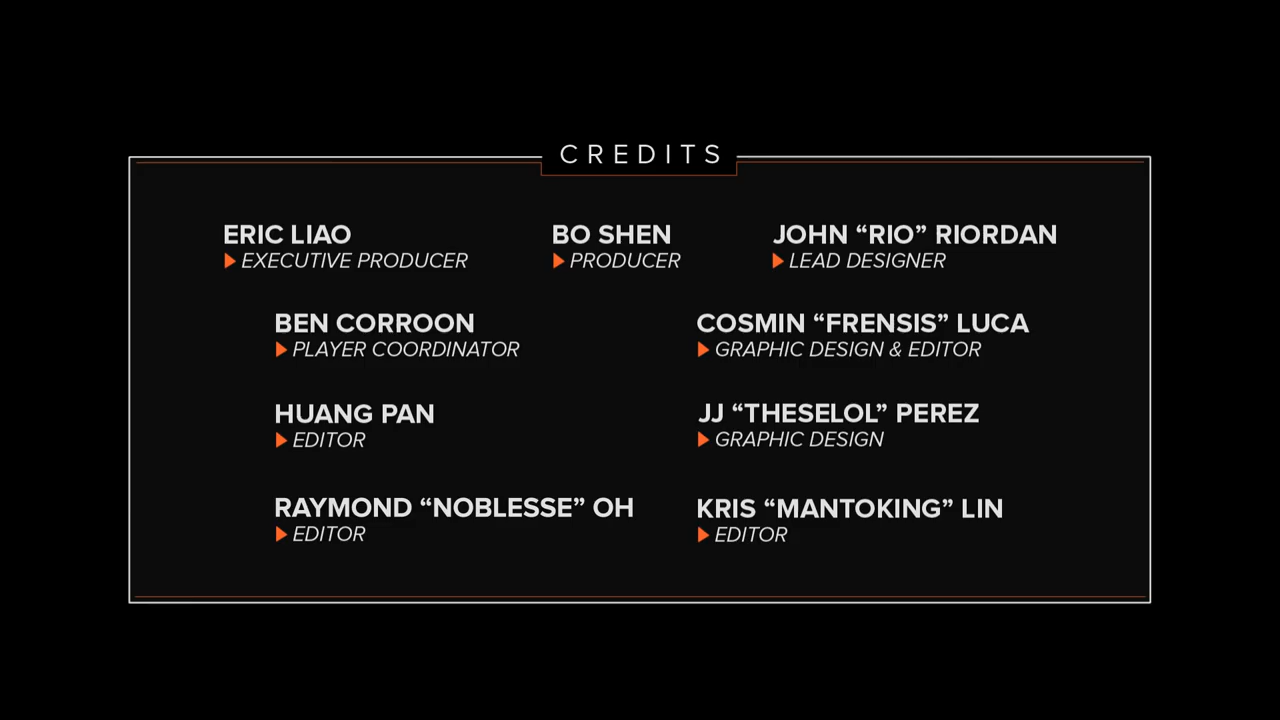 CREDITS
ERIC LIAO
EXECUTIVE PRODUCER
BO SHEN
PRODUCER
JOHN “RIO” RIORDAN
LEAD DESIGNER
BEN CORROON
PLAYER COORDINATOR
COSMIN “FRENSIS” LUCA
GRAPHIC DESIGN & EDITOR
HUANG PAN
EDITOR
JJ “THESELOL” PEREZ
GRAPHIC DESIGN
RAYMOND “NOBLESSE” OH
EDITOR
KRIS “MANTOKING” LIN
EDITOR